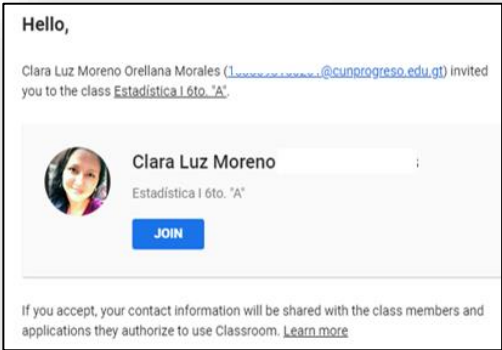 Hello,
Clara Luz Moreno Orellana Morales (@cunprogreso.edu.gt) invited
you to the class Estadística I 6to. "A".
Clara Luz Moreno
Estadística I 6to. "A"
JOIN
If you accept, your contact information will be shared with the class members and
applications they authorize to use Classroom. Learn more